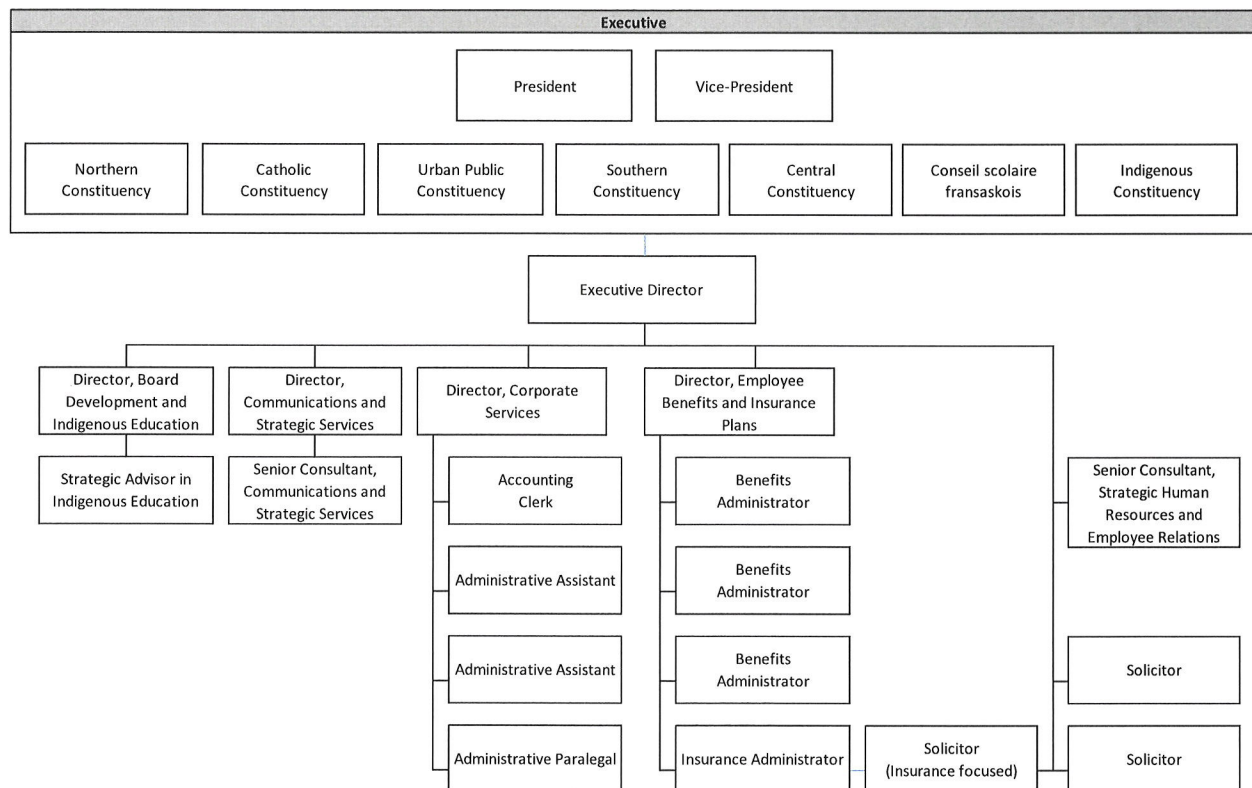 Executive
President
Vice-President
Northern
Constituency
Catholic
Constituency
Urban Public
Constituency
Southern
Constituency
Central
Constituency
Conseil scolaire
fransaskois
Indigenous
Constituency
Executive Director
Director, Board
Development and
Indigenous Education
Director,
Communications and
Strategic Services
Director, Corporate
Services
Director, Employee
Benefits and Insurance
Plans
Strategic Advisor in
Indigenous Education
Senior Consultant,
Communications and
Strategic Services
Accounting
Clerk
Benefits
Administrator
Senior Consultant,
Strategic Human
Resources and
Employee Relations
Administrative Assistant
Benefits
Administrator
Administrative Assistant
Benefits
Administrator
Solicitor
Administrative Paralegal
Insurance Administrator
Solicitor
(Insurance focused)
Solicitor